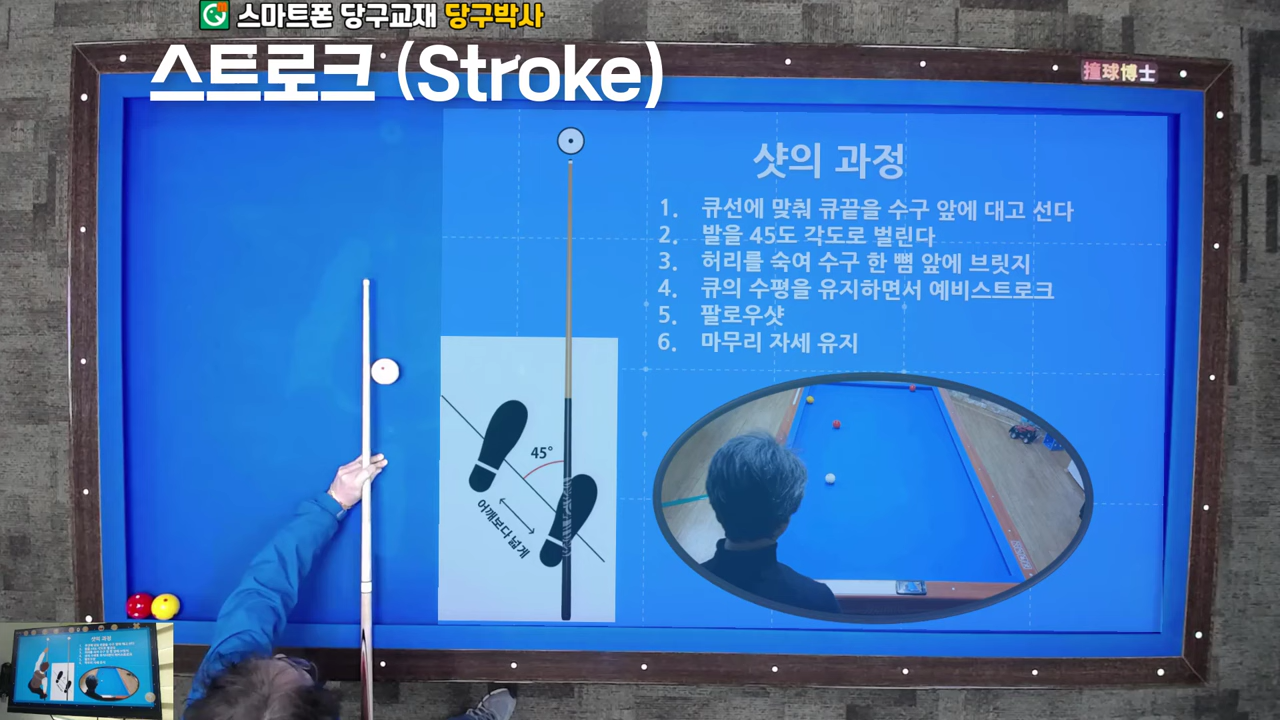 스마트폰 당구교재 당구박사
스트로크 (Stroke)
撞球博士
샷의 과정
1. 큐선에 맞춰 큐끝을 수구 앞에 대고 선다
2. 발을 45도 각도로 벌린다
3. 허리를 숙여 수구 한 뼘 앞에 브릿지
4. 큐의 수평을 유지하면서 예비스트로크
5. 팔로우샷
6. 마무리 자세 유지
45°
어깨보다 넓게
샷의 과정